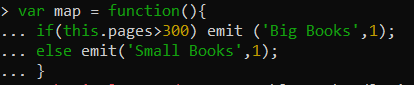 > var map = function(){
... if(this.pages>300) emit ('Big Books',1);
... else emit('Small Books',1);
... }